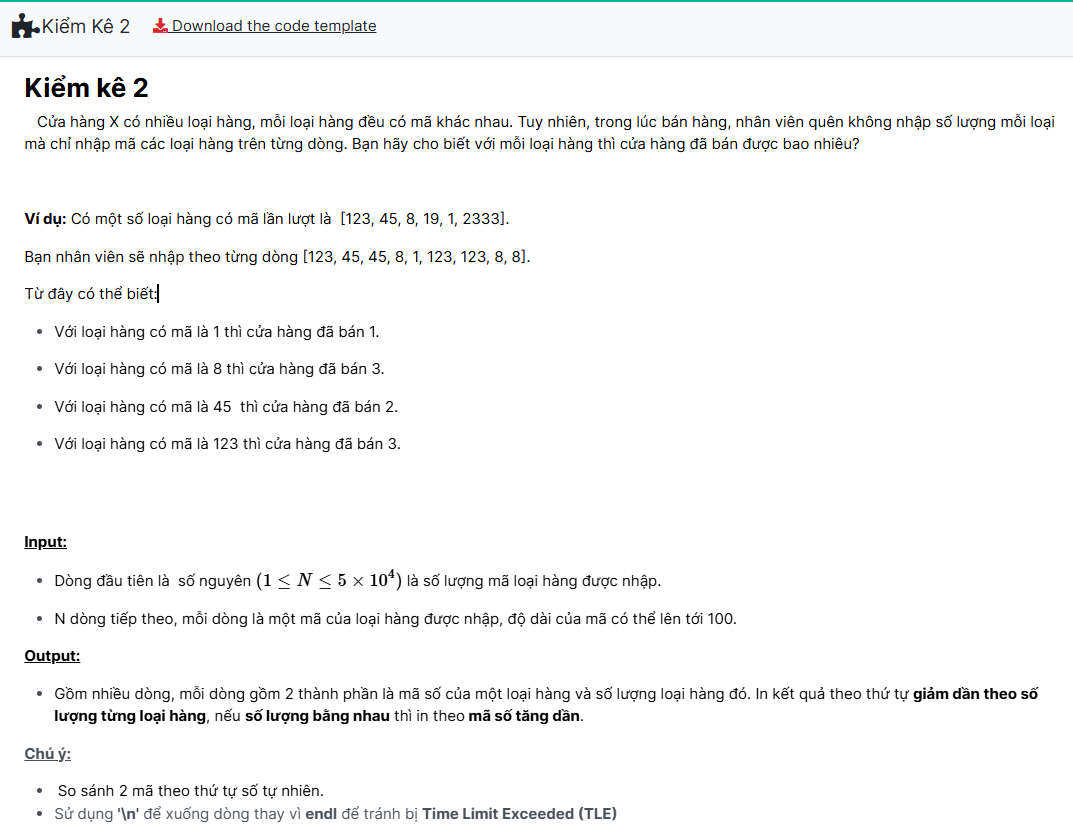 Kiểm Kê 2 Download the code template
Kiểm kê 2
Cửa hàng X có nhiều loại hàng, mỗi loại hàng đều có mã khác nhau. Tuy nhiên, trong lúc bán hàng, nhân viên quên không nhập số lượng mỗi loại
mà chỉ nhập mã các loại hàng trên từng dòng. Bạn hãy cho biết với mỗi loại hàng thì cửa hàng đã bán được bao nhiêu?
Ví dụ: Có một số loại hàng có mã lần lượt là [123, 45, 8, 19, 1, 2333].
Bạn nhân viên sẽ nhập theo từng dòng [123, 45, 45, 8, 1, 123, 123, 8, 8].
Từ đây có thể biết:
• Với loại hàng có mã là 1 thì cửa hàng đã bán 1.
• Với loại hàng có mã là 8 thì cửa hàng đã bán 3.
• Với loại hàng có mã là 45 thì cửa hàng đã bán 2.
• Với loại hàng có mã là 123 thì cửa hàng đã bán 3.
Input:
• Dòng đầu tiên là số nguyên (1 ≤ N ≤ 5 × 10⁴) là số lượng mã loại hàng được nhập.
• N dòng tiếp theo, mỗi dòng là một mã của loại hàng được nhập, độ dài của mã có thể lên tới 100.
Output:
• Gồm nhiều dòng, mỗi dòng gồm 2 thành phần là mã số của một loại hàng và số lượng loại hàng đó. In kết quả theo thứ tự giảm dần theo số
lượng từng loại hàng, nếu số lượng bằng nhau thì in theo mã số tăng dần.
Chú ý:
• So sánh 2 mã theo thứ tự số tự nhiên.
• Sử dụng '\n' để xuống dòng thay vì endl để tránh bị Time Limit Exceeded (TLE)